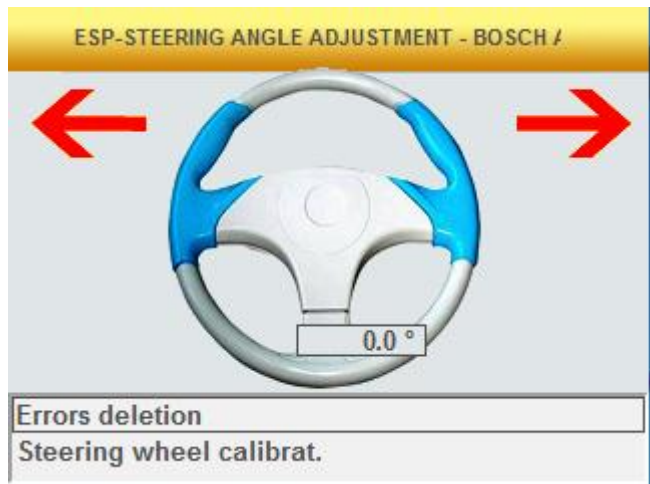 ESP-STEERING ANGLE ADJUSTMENT - BOSCH
0.0 °
Errors deletion
Steering wheel calibrat.